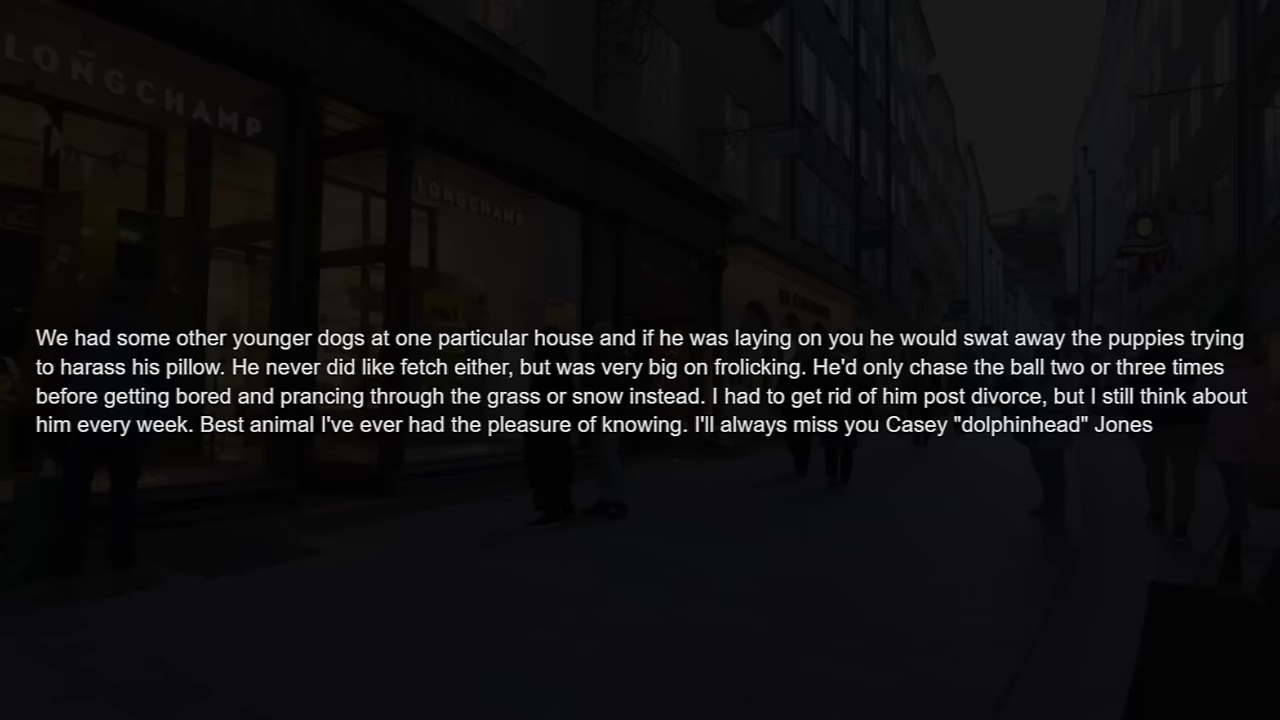 LONGCHAMP
LONGCHAMP
We had some other younger dogs at one particular house and if he was laying on you he would swat away the puppies trying
to harass his pillow. He never did like fetch either, but was very big on frolicking. He'd only chase the ball two or three times
before getting bored and prancing through the grass or snow instead. I had to get rid of him post divorce, but I still think about
him every week. Best animal I've ever had the pleasure of knowing. I'll always miss you Casey "dolphinhead" Jones